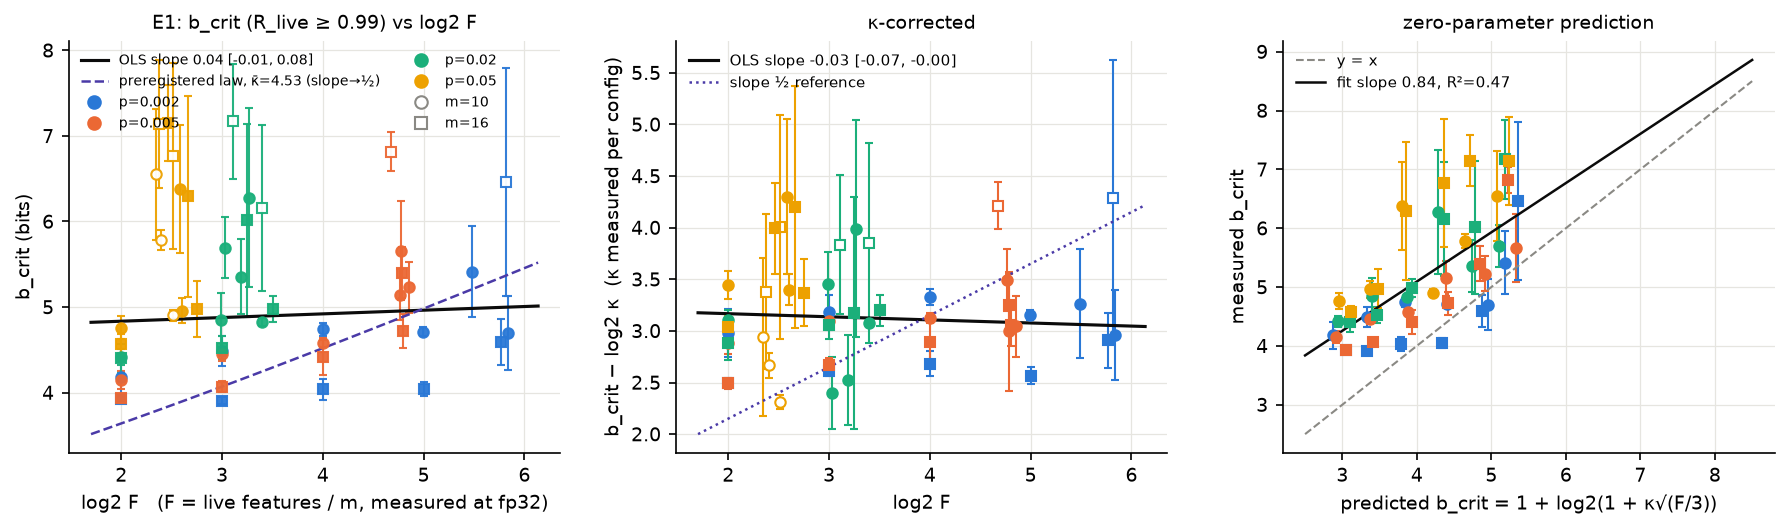 E1: b_crit (R_live ≥ 0.99) vs log2 F
OLS slope 0.04 [-0.01, 0.08]
preregistered law, κ̄=4.53 (slope→½)
p=0.002
p=0.005
p=0.02
p=0.05
m=10
m=16
b_crit (bits)
8
7
6
5
4
2
3
4
5
6
log2 F (F = live features / m, measured at fp32)
κ-corrected
OLS slope -0.03 [-0.07, -0.00]
slope ½ reference
b_crit − log2 κ (κ measured per config)
5.5
5.0
4.5
4.0
3.5
3.0
2.5
2.0
2
3
4
5
6
log2 F
zero-parameter prediction
y = x
fit slope 0.84, R²=0.47
measured b_crit
9
8
7
6
5
4
3
3
4
5
6
7
8
predicted b_crit = 1 + log2(1 + κ√(F/3))